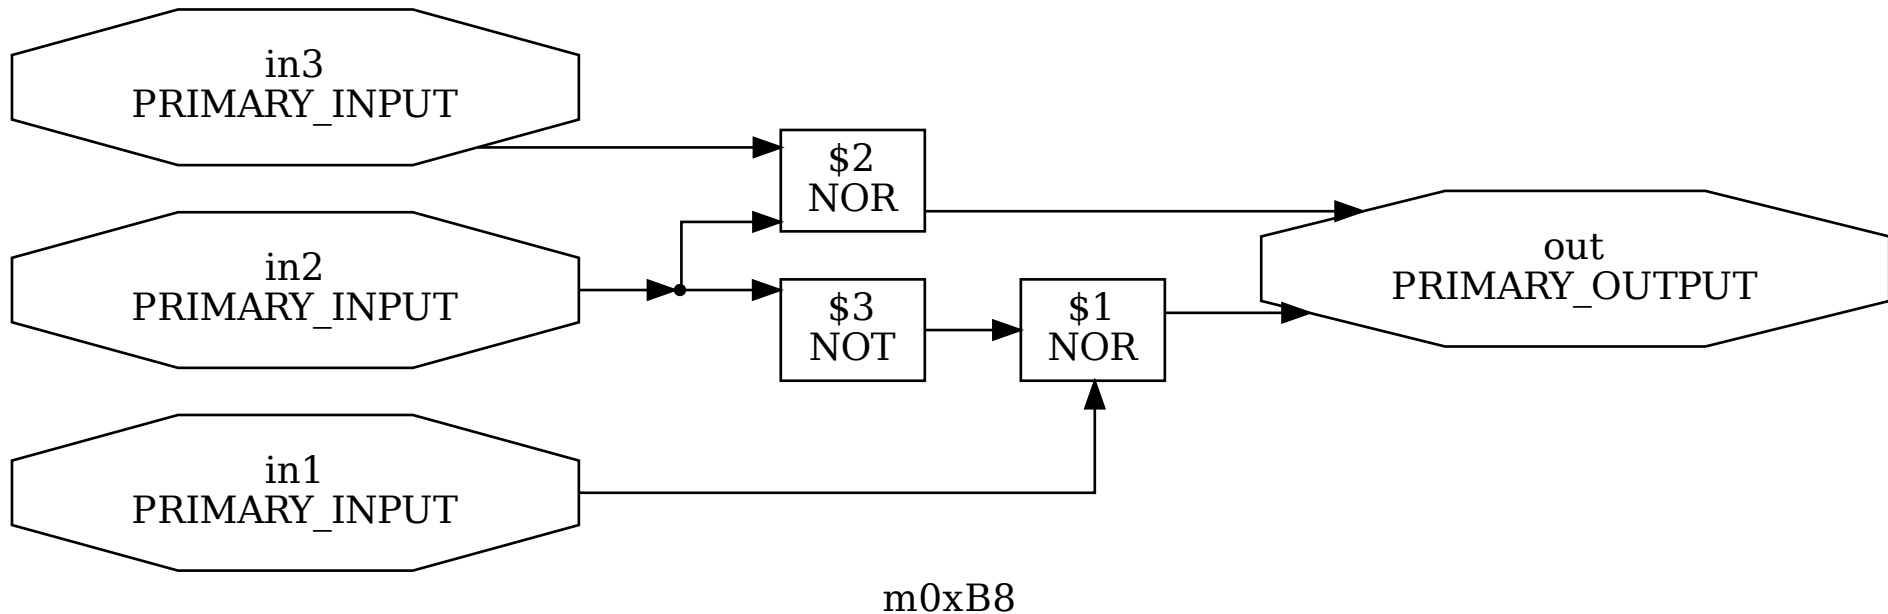 in3
PRIMARY_INPUT
$2
NOR
in2
PRIMARY_INPUT
$3
NOT
$1
NOR
out
PRIMARY_OUTPUT
in1
PRIMARY_INPUT
m0xB8